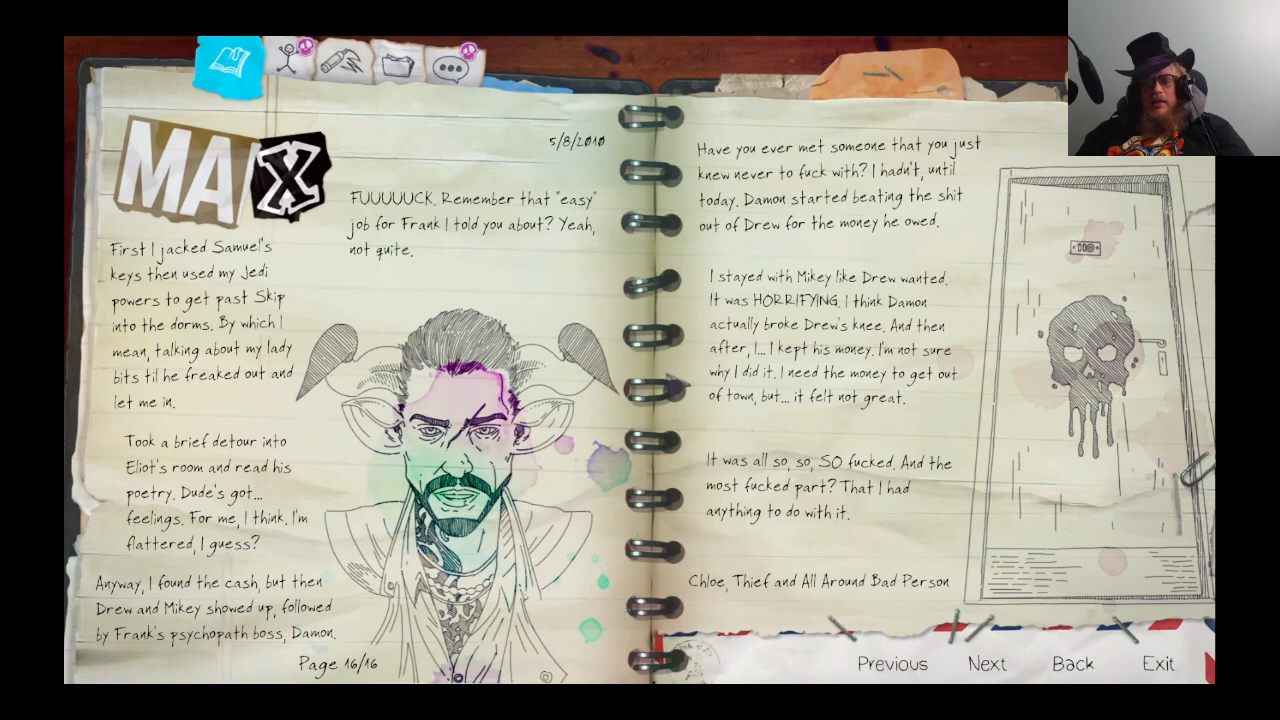 MAX
5/8/2010
FUUUUUCK. Remember that "easy"
job for Frank I told you about? Yeah,
not quite.
First I jacked Samuel's
keys then used my Jedi
powers to get past Skip
into the dorms. By which I
mean, talking about my lady
bits til he freaked out and
let me in.
Took a brief detour into
Eliot's room and read his
poetry. Dude's got...
feelings. For me, I think. I'm
flattered, I guess?
Anyway, I found the cash, but then
Drew and Mikey showed up, followed
by Frank's psychopath boss, Damon.
Page 16/16
Have you ever met someone that you just
knew never to fuck with? I hadn't, until
today. Damon started beating the shit
out of Drew for the money he owed.
I stayed with Mikey like Drew wanted.
It was HORRIFYING. I think Damon
actually broke Drew's knee. And then
after, I... I kept his money. I'm not sure
why I did it. I need the money to get out
of town, but... it felt not great.
It was all so, so, SO fucked. And the
most fucked part? That I had
anything to do with it.
Chloe, Thief and All Around Bad Person
Previous Next Back Exit